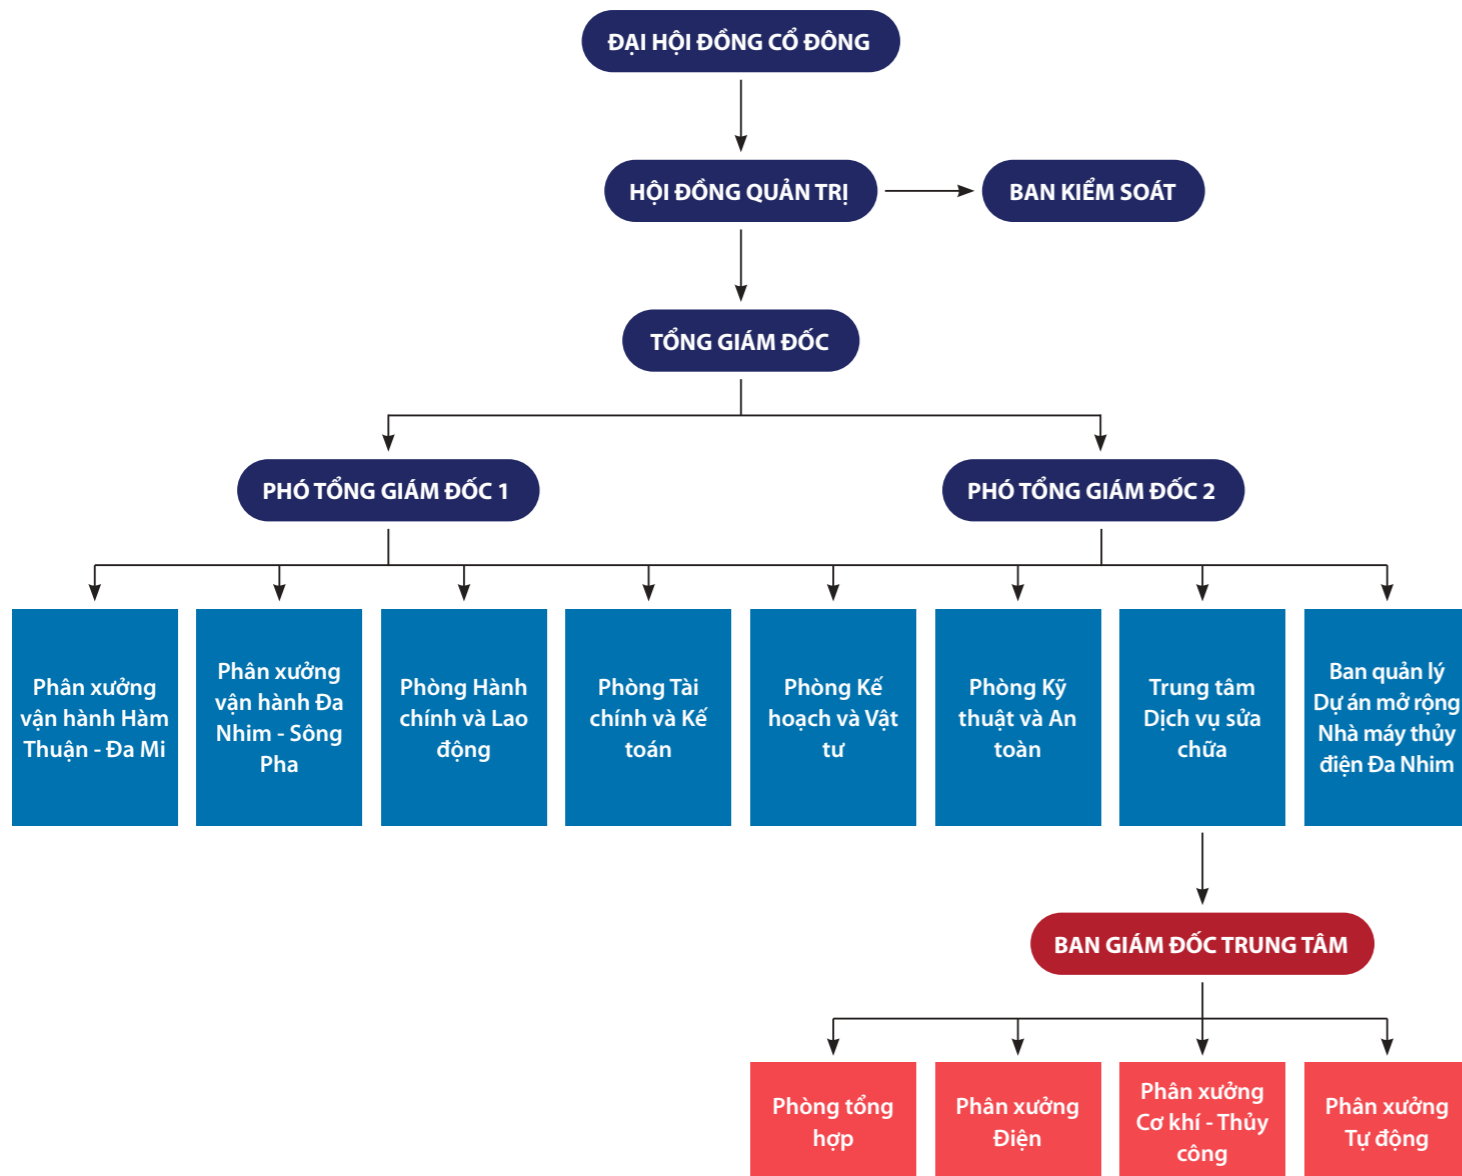 ĐẠI HỘI ĐỒNG CỔ ĐÔNG
HỘI ĐỒNG QUẢN TRỊ
BAN KIỂM SOÁT
TỔNG GIÁM ĐỐC
PHÓ TỔNG GIÁM ĐỐC 1
PHÓ TỔNG GIÁM ĐỐC 2
Phân xưởng
vận hành Hàm
Thuận - Đa Mi
Phân xưởng
vận hành Đa
Nhim - Sông
Pha
Phòng Hành
chính và Lao
động
Phòng Tài
chính và Kế
toán
Phòng Kế
hoạch và Vật
tư
Phòng Kỹ
thuật và An
toàn
Trung tâm
Dịch vụ sửa
chữa
Ban quản lý
Dự án mở rộng
Nhà máy thủy
điện Đa Nhim
BAN GIÁM ĐỐC TRUNG TÂM
Phòng tổng
hợp
Phân xưởng
Điện
Phân xưởng
Cơ khí - Thủy
công
Phân xưởng
Tự động